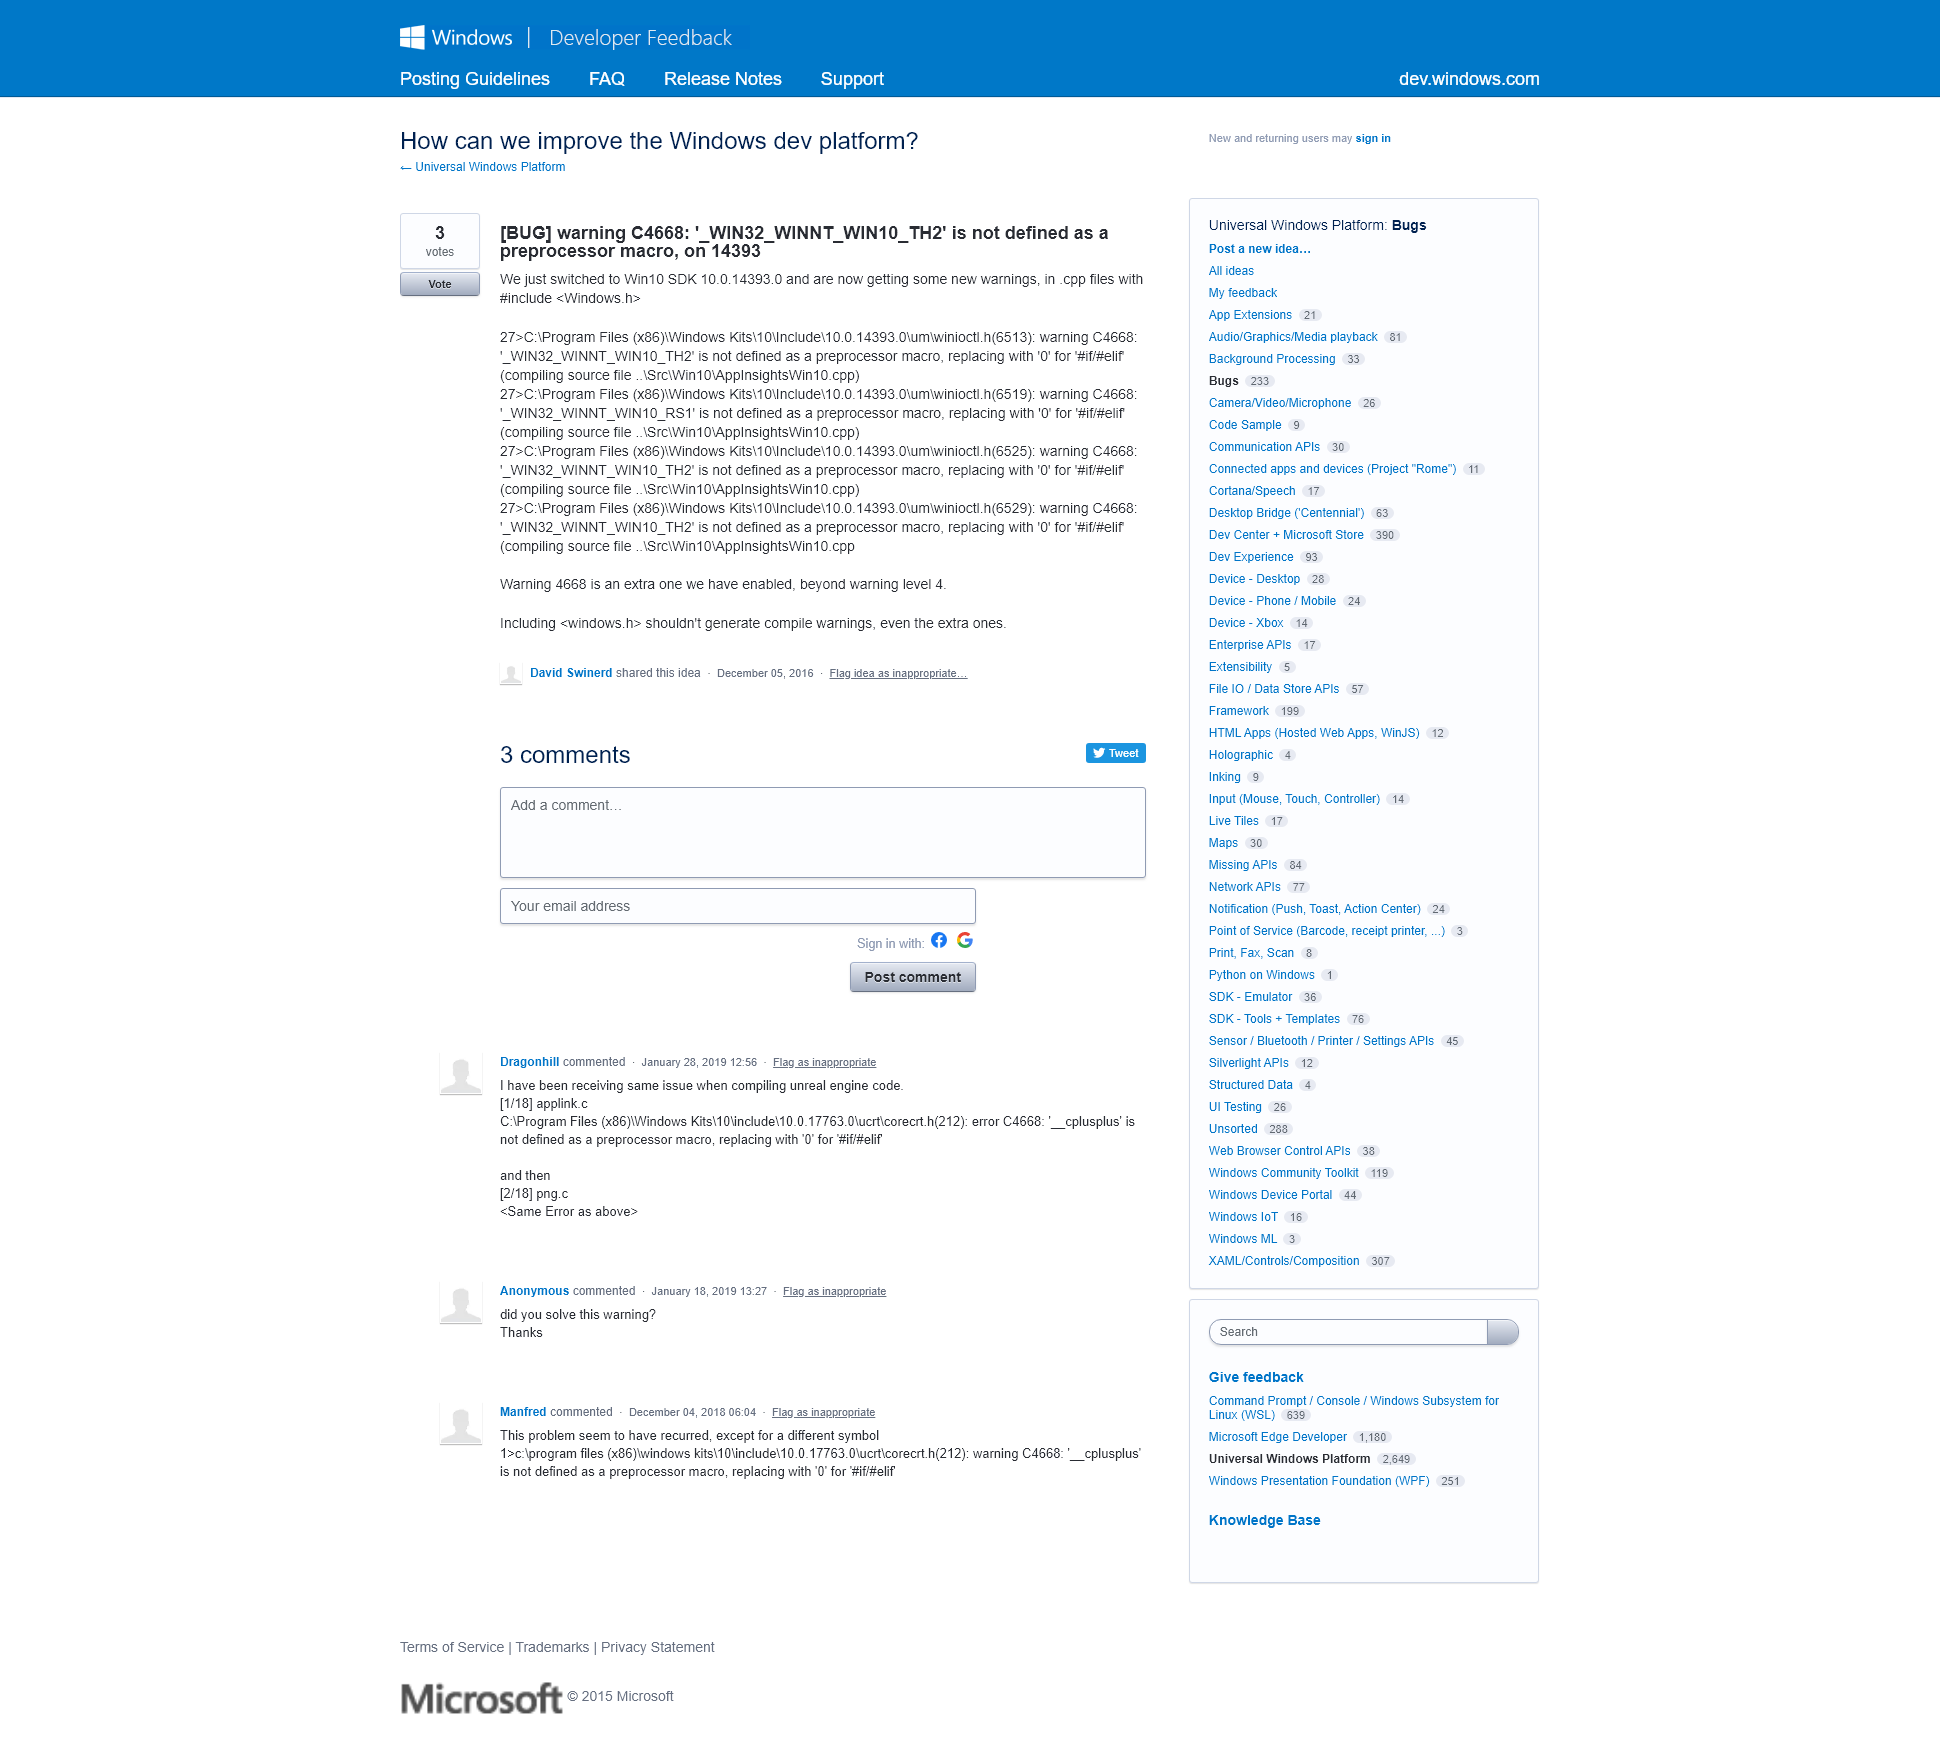 Windows | Developer Feedback
Posting Guidelines FAQ Release Notes Support dev.windows.com
How can we improve the Windows dev platform?
← Universal Windows Platform
New and returning users may sign in
3
votes
Vote
[BUG] warning C4668: '_WIN32_WINNT_WIN10_TH2' is not defined as a
preprocessor macro, on 14393
We just switched to Win10 SDK 10.0.14393.0 and are now getting some new warnings, in .cpp files with
#include <Windows.h>
27>C:\Program Files (x86)\Windows Kits\10\Include\10.0.14393.0\um\winioctl.h(6513): warning C4668:
'_WIN32_WINNT_WIN10_TH2' is not defined as a preprocessor macro, replacing with '0' for '#if/#elif'
(compiling source file ..\Src\Win10\AppInsightsWin10.cpp)
27>C:\Program Files (x86)\Windows Kits\10\Include\10.0.14393.0\um\winioctl.h(6519): warning C4668:
'_WIN32_WINNT_WIN10_RS1' is not defined as a preprocessor macro, replacing with '0' for '#if/#elif'
(compiling source file ..\Src\Win10\AppInsightsWin10.cpp)
27>C:\Program Files (x86)\Windows Kits\10\Include\10.0.14393.0\um\winioctl.h(6525): warning C4668:
'_WIN32_WINNT_WIN10_TH2' is not defined as a preprocessor macro, replacing with '0' for '#if/#elif'
(compiling source file ..\Src\Win10\AppInsightsWin10.cpp)
27>C:\Program Files (x86)\Windows Kits\10\Include\10.0.14393.0\um\winioctl.h(6529): warning C4668:
'_WIN32_WINNT_WIN10_TH2' is not defined as a preprocessor macro, replacing with '0' for '#if/#elif'
(compiling source file ..\Src\Win10\AppInsightsWin10.cpp
Warning 4668 is an extra one we have enabled, beyond warning level 4.
Including <windows.h> shouldn't generate compile warnings, even the extra ones.
David Swinerd shared this idea · December 05, 2016 · Flag idea as inappropriate…
3 comments
Tweet
Add a comment…
Your email address
Sign in with:
Post comment
Dragonhill commented · January 28, 2019 12:56 · Flag as inappropriate
I have been receiving same issue when compiling unreal engine code.
[1/18] applink.c
C:\Program Files (x86)\Windows Kits\10\include\10.0.17763.0\ucrt\corecrt.h(212): error C4668: '__cplusplus' is
not defined as a preprocessor macro, replacing with '0' for '#if/#elif'
and then
[2/18] png.c
<Same Error as above>
Anonymous commented · January 18, 2019 13:27 · Flag as inappropriate
did you solve this warning?
Thanks
Manfred commented · December 04, 2018 06:04 · Flag as inappropriate
This problem seem to have recurred, except for a different symbol
1>c:\program files (x86)\windows kits\10\include\10.0.17763.0\ucrt\corecrt.h(212): warning C4668: '__cplusplus'
is not defined as a preprocessor macro, replacing with '0' for '#if/#elif'
Universal Windows Platform: Bugs
Post a new idea…
All ideas
My feedback
App Extensions 21
Audio/Graphics/Media playback 81
Background Processing 33
Bugs 233
Camera/Video/Microphone 26
Code Sample 9
Communication APIs 30
Connected apps and devices (Project "Rome") 11
Cortana/Speech 17
Desktop Bridge ('Centennial') 63
Dev Center + Microsoft Store 390
Dev Experience 93
Device - Desktop 28
Device - Phone / Mobile 24
Device - Xbox 14
Enterprise APIs 17
Extensibility 5
File IO / Data Store APIs 57
Framework 199
HTML Apps (Hosted Web Apps, WinJS) 12
Holographic 4
Inking 9
Input (Mouse, Touch, Controller) 14
Live Tiles 17
Maps 30
Missing APIs 84
Network APIs 77
Notification (Push, Toast, Action Center) 24
Point of Service (Barcode, receipt printer, ...) 3
Print, Fax, Scan 8
Python on Windows 1
SDK - Emulator 36
SDK - Tools + Templates 76
Sensor / Bluetooth / Printer / Settings APIs 45
Silverlight APIs 12
Structured Data 4
UI Testing 26
Unsorted 288
Web Browser Control APIs 38
Windows Community Toolkit 119
Windows Device Portal 44
Windows IoT 16
Windows ML 3
XAML/Controls/Composition 307
Search
Give feedback
Command Prompt / Console / Windows Subsystem for
Linux (WSL) 639
Microsoft Edge Developer 1,180
Universal Windows Platform 2,649
Windows Presentation Foundation (WPF) 251
Knowledge Base
Terms of Service | Trademarks | Privacy Statement
Microsoft © 2015 Microsoft